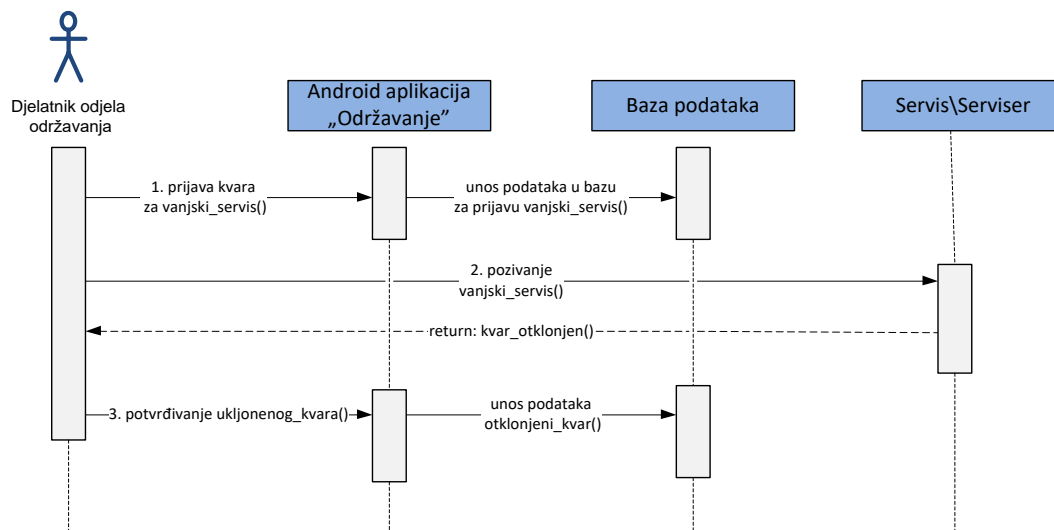 Djelatnik odjela
održavanja
Android aplikacija
„Održavanje”
Baza podataka
Servis\Serviser
1. prijava kvara
za vanjski_servis()
unos podataka u bazu
za prijavu vanjski_servis()
2. pozivanje
vanjski_servis()
return: kvar_otklonjen()
3. potvrđivanje ukljonenog_kvara()
unos podataka
otklonjeni_kvar()